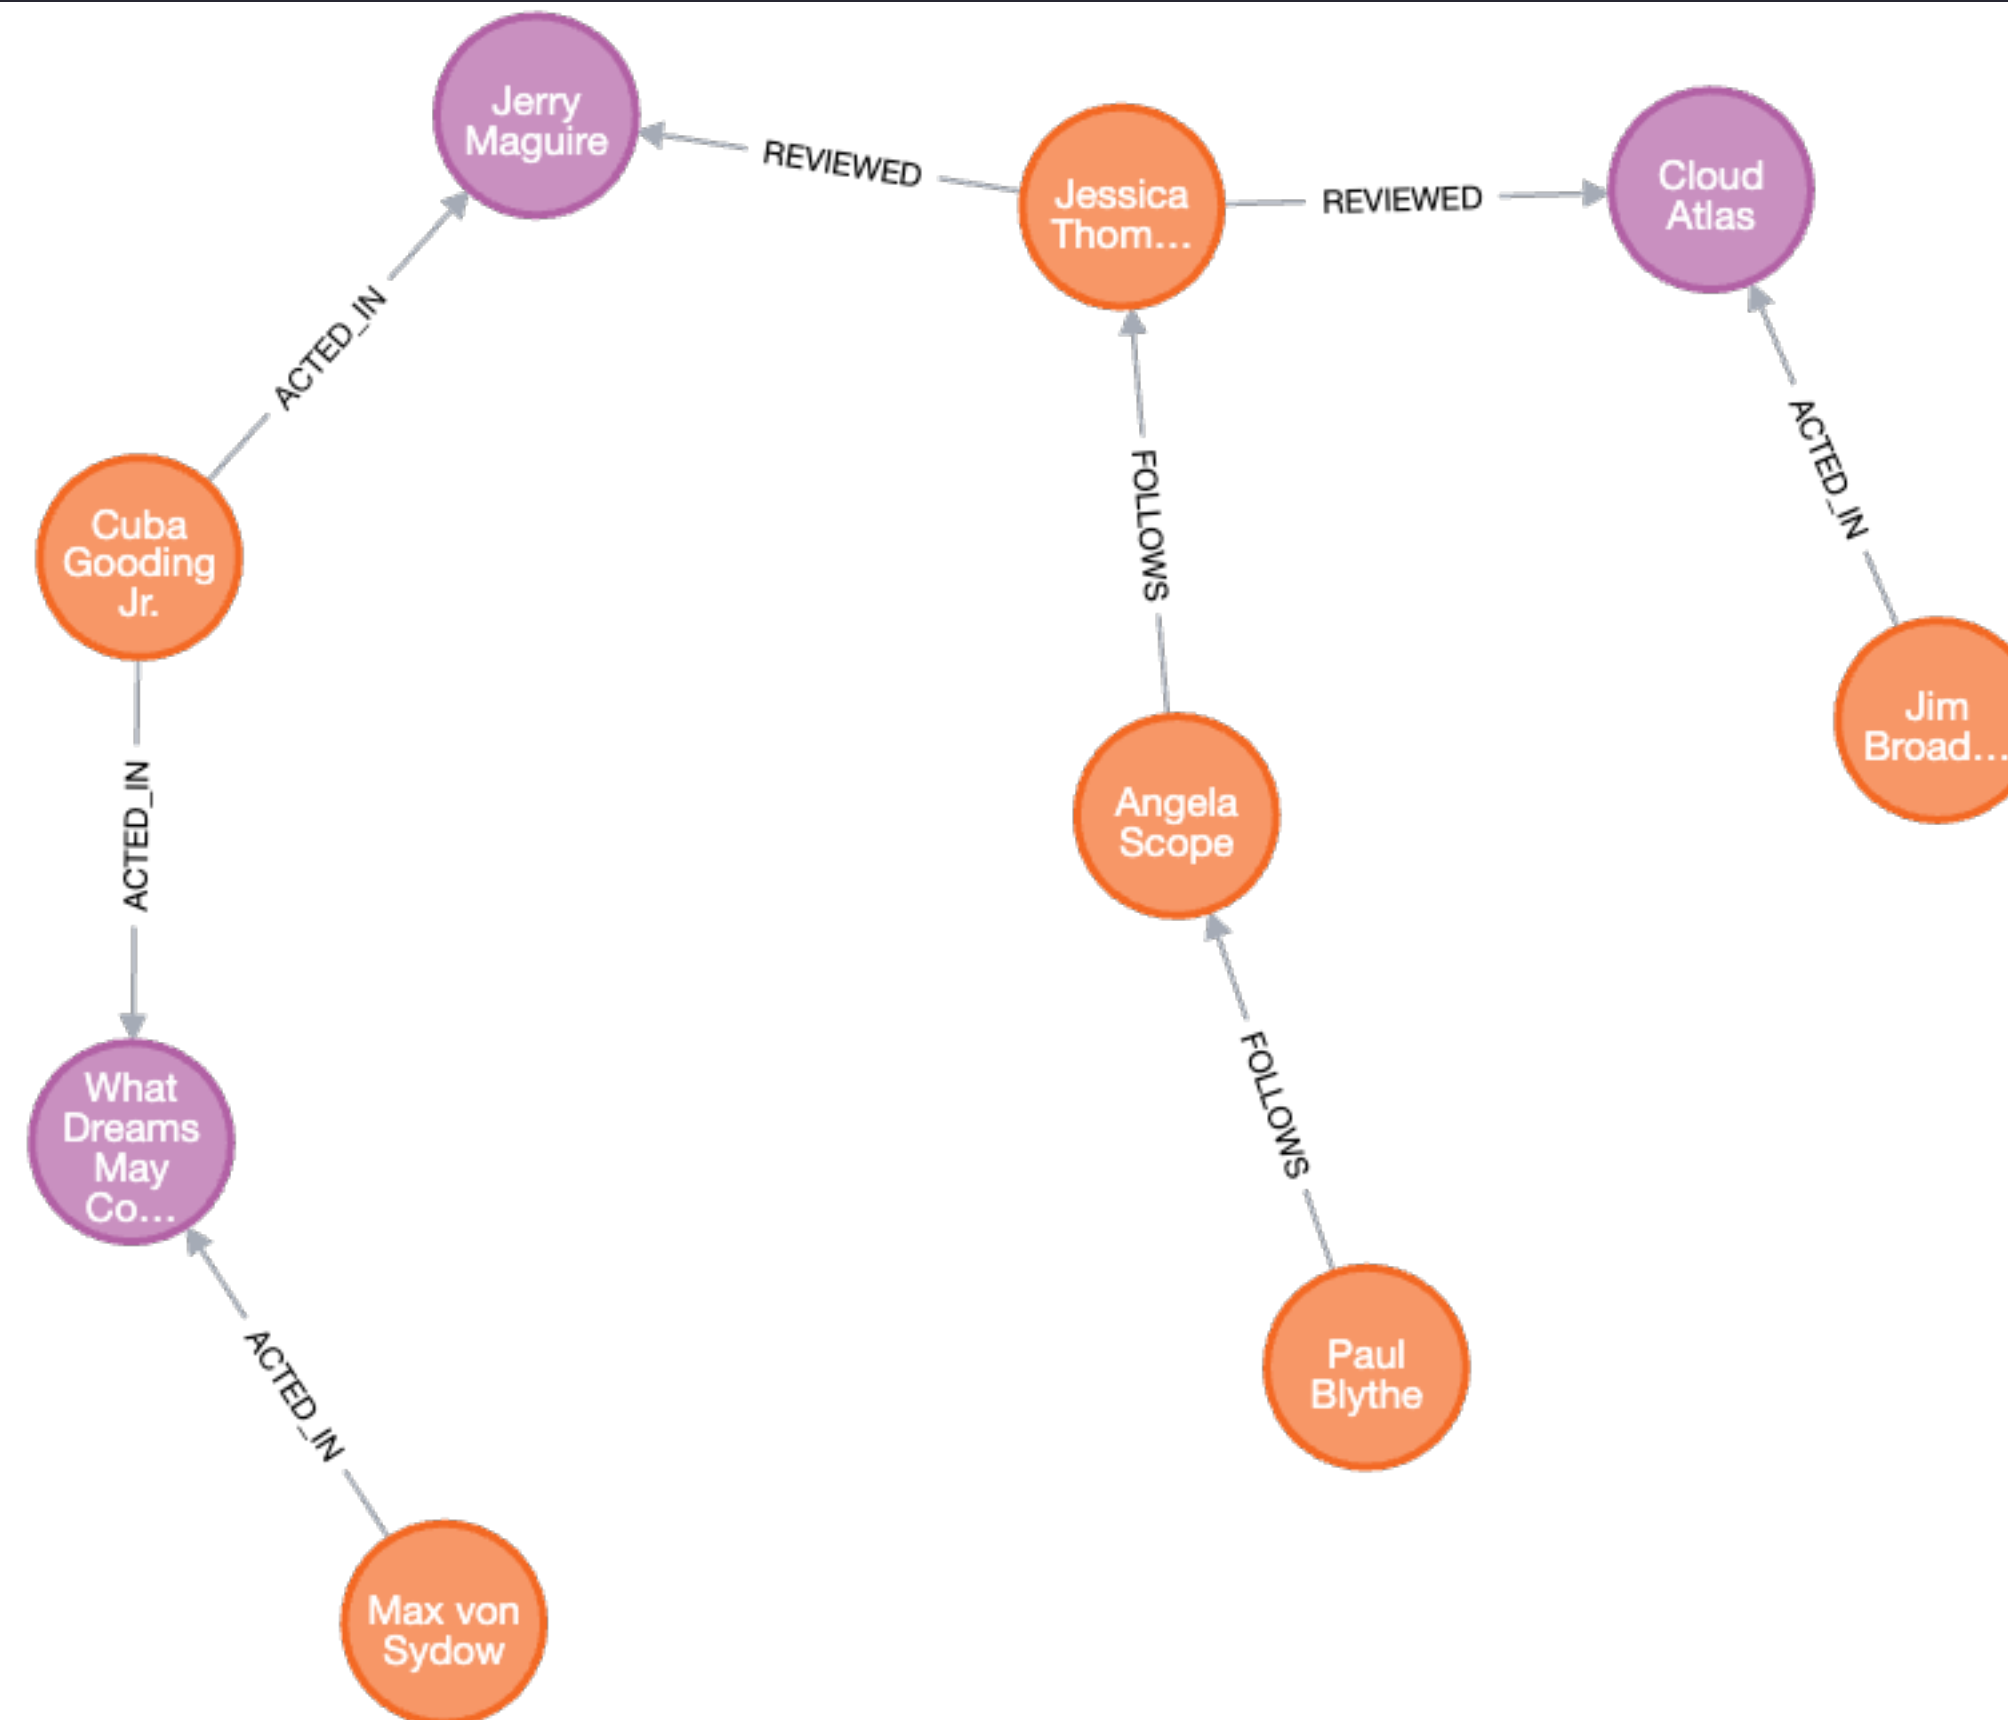 Jerry
Maguire
REVIEWED
Jessica
Thom...
REVIEWED
Cloud
Atlas
ACTED_IN
ACTED_IN
FOLLOWS
Cuba
Gooding
Jr.
Jim
Broad...
ACTED_IN
Angela
Scope
What
Dreams
May
Co...
FOLLOWS
ACTED_IN
Paul
Blythe
Max von
Sydow